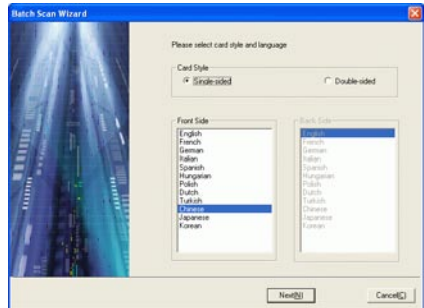 Batch Scan Wizard
Please select card style and language
Card Style
Single-sided
Double-sided
Front Side
English
French
German
Italian
Spanish
Hungarian
Polish
Dutch
Turkish
Chinese
Japanese
Korean
Back Side
English
French
German
Italian
Spanish
Hungarian
Polish
Dutch
Turkish
Chinese
Japanese
Korean
Next(N)
Cancel(C)